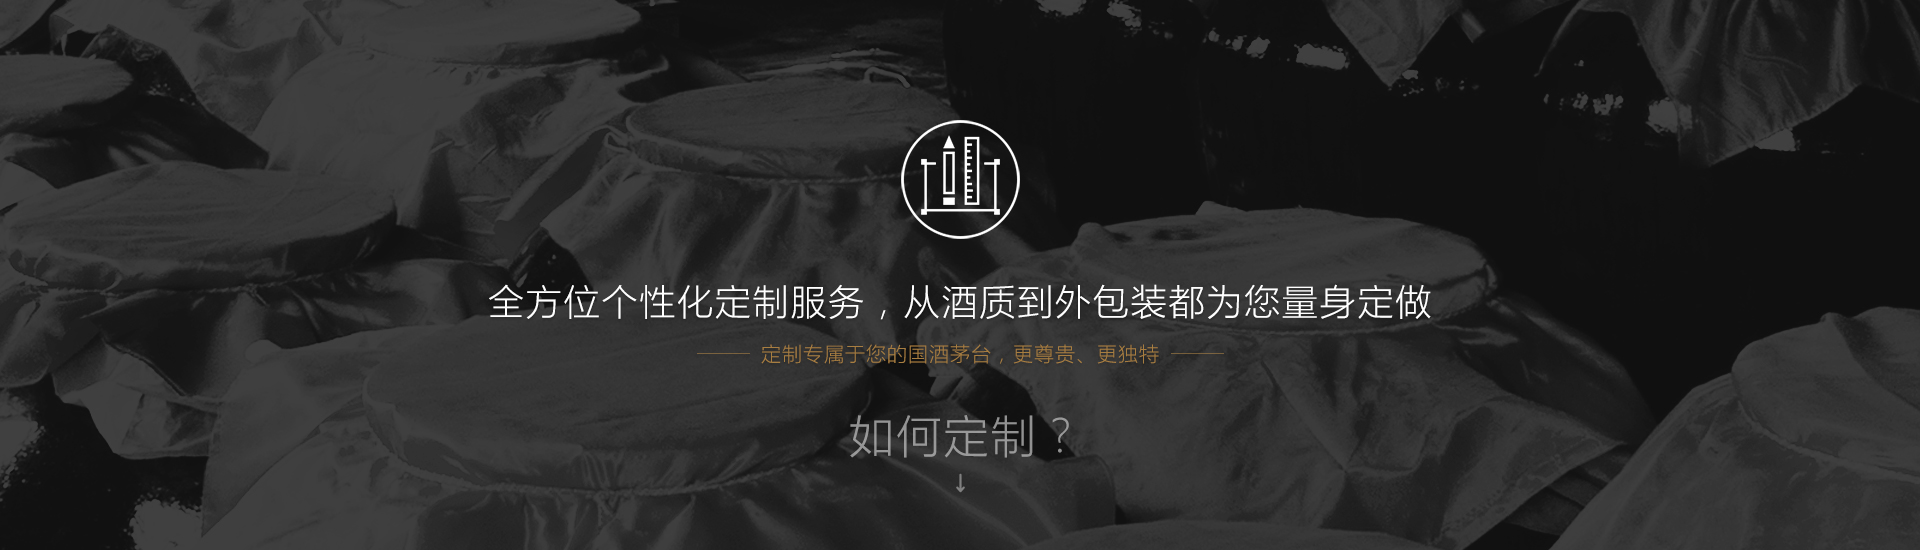 全方位个性化定制服务，从酒质到外包装都为您量身定做
定制专属于您的国酒茅台，更尊贵、更独特
如何定制？
↓